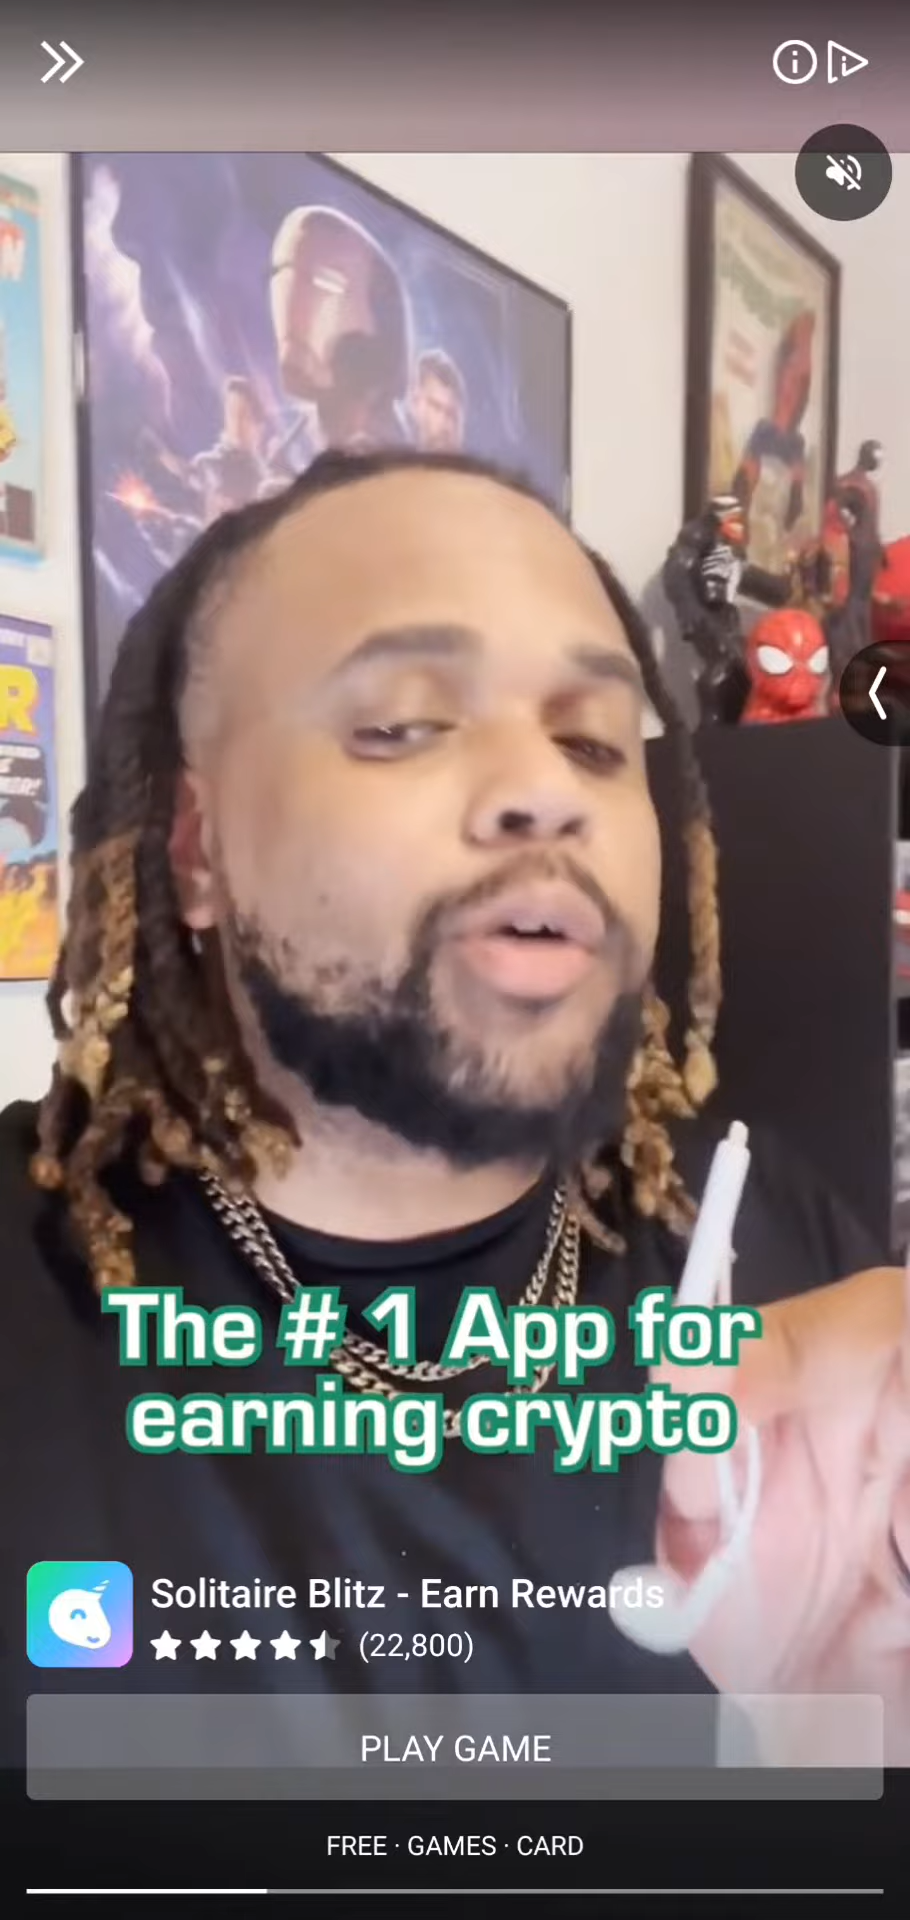 The # 1 App for
earning crypto
Solitaire Blitz - Earn Rewards
(22,800)
PLAY GAME
FREE · GAMES · CARD